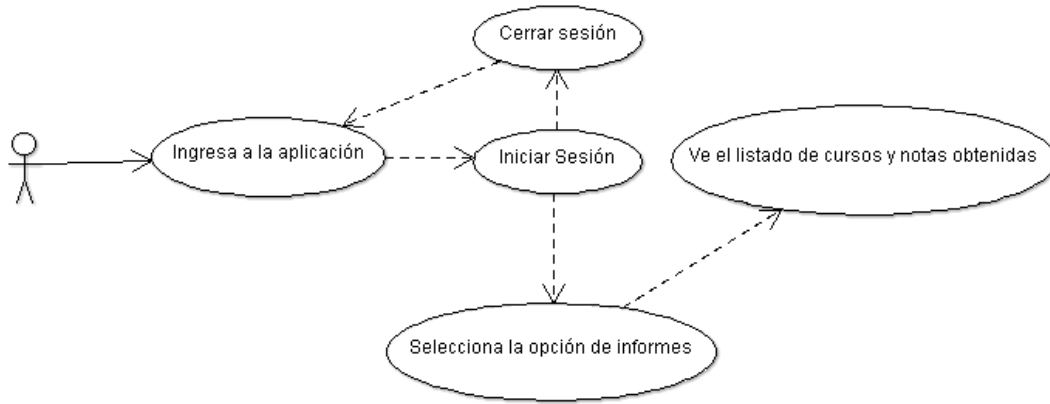 Cerrar sesión
Ingresa a la aplicación
Iniciar Sesión
Ve el listado de cursos y notas obtenidas
Selecciona la opción de informes